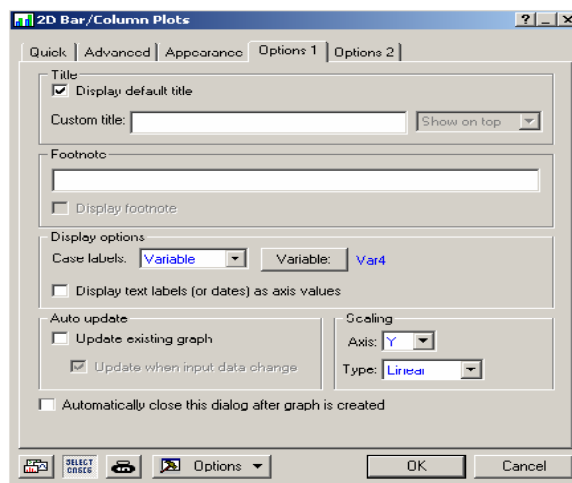 2D Bar/Column Plots
Quick Advanced Appearance Options 1 Options 2
Title
Display default title
Custom title: Show on top
Footnote
Display footnote
Display options
Case labels: Variable Variable: Var4
Display text labels (or dates) as axis values
Auto update
Update existing graph
Update when input data change
Scaling
Axis: Y
Type: Linear
Automatically close this dialog after graph is created
SELECT
CASES
Options OK Cancel